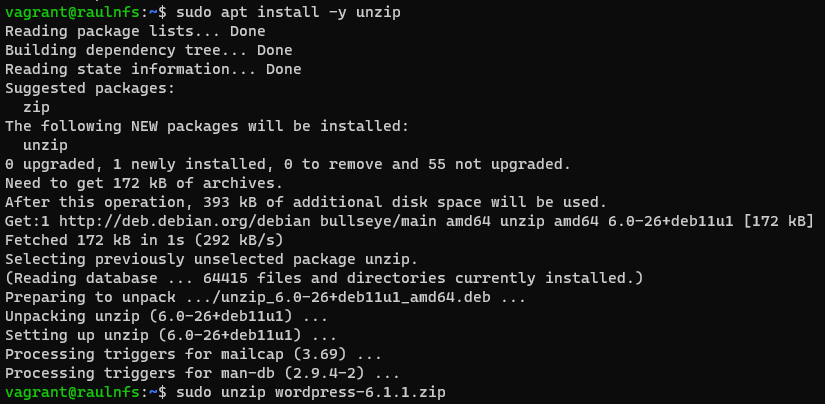 vagrant@raulnfs:~$ sudo apt install -y unzip
Reading package lists... Done
Building dependency tree... Done
Reading state information... Done
Suggested packages:
  zip
The following NEW packages will be installed:
  unzip
0 upgraded, 1 newly installed, 0 to remove and 55 not upgraded.
Need to get 172 kB of archives.
After this operation, 393 kB of additional disk space will be used.
Get:1 http://deb.debian.org/debian bullseye/main amd64 unzip amd64 6.0-26+deb11u1 [172 kB]
Fetched 172 kB in 1s (292 kB/s)
Selecting previously unselected package unzip.
(Reading database ... 64415 files and directories currently installed.)
Preparing to unpack .../unzip_6.0-26+deb11u1_amd64.deb ...
Unpacking unzip (6.0-26+deb11u1) ...
Setting up unzip (6.0-26+deb11u1) ...
Processing triggers for mailcap (3.69) ...
Processing triggers for man-db (2.9.4-2) ...
vagrant@raulnfs:~$ sudo unzip wordpress-6.1.1.zip